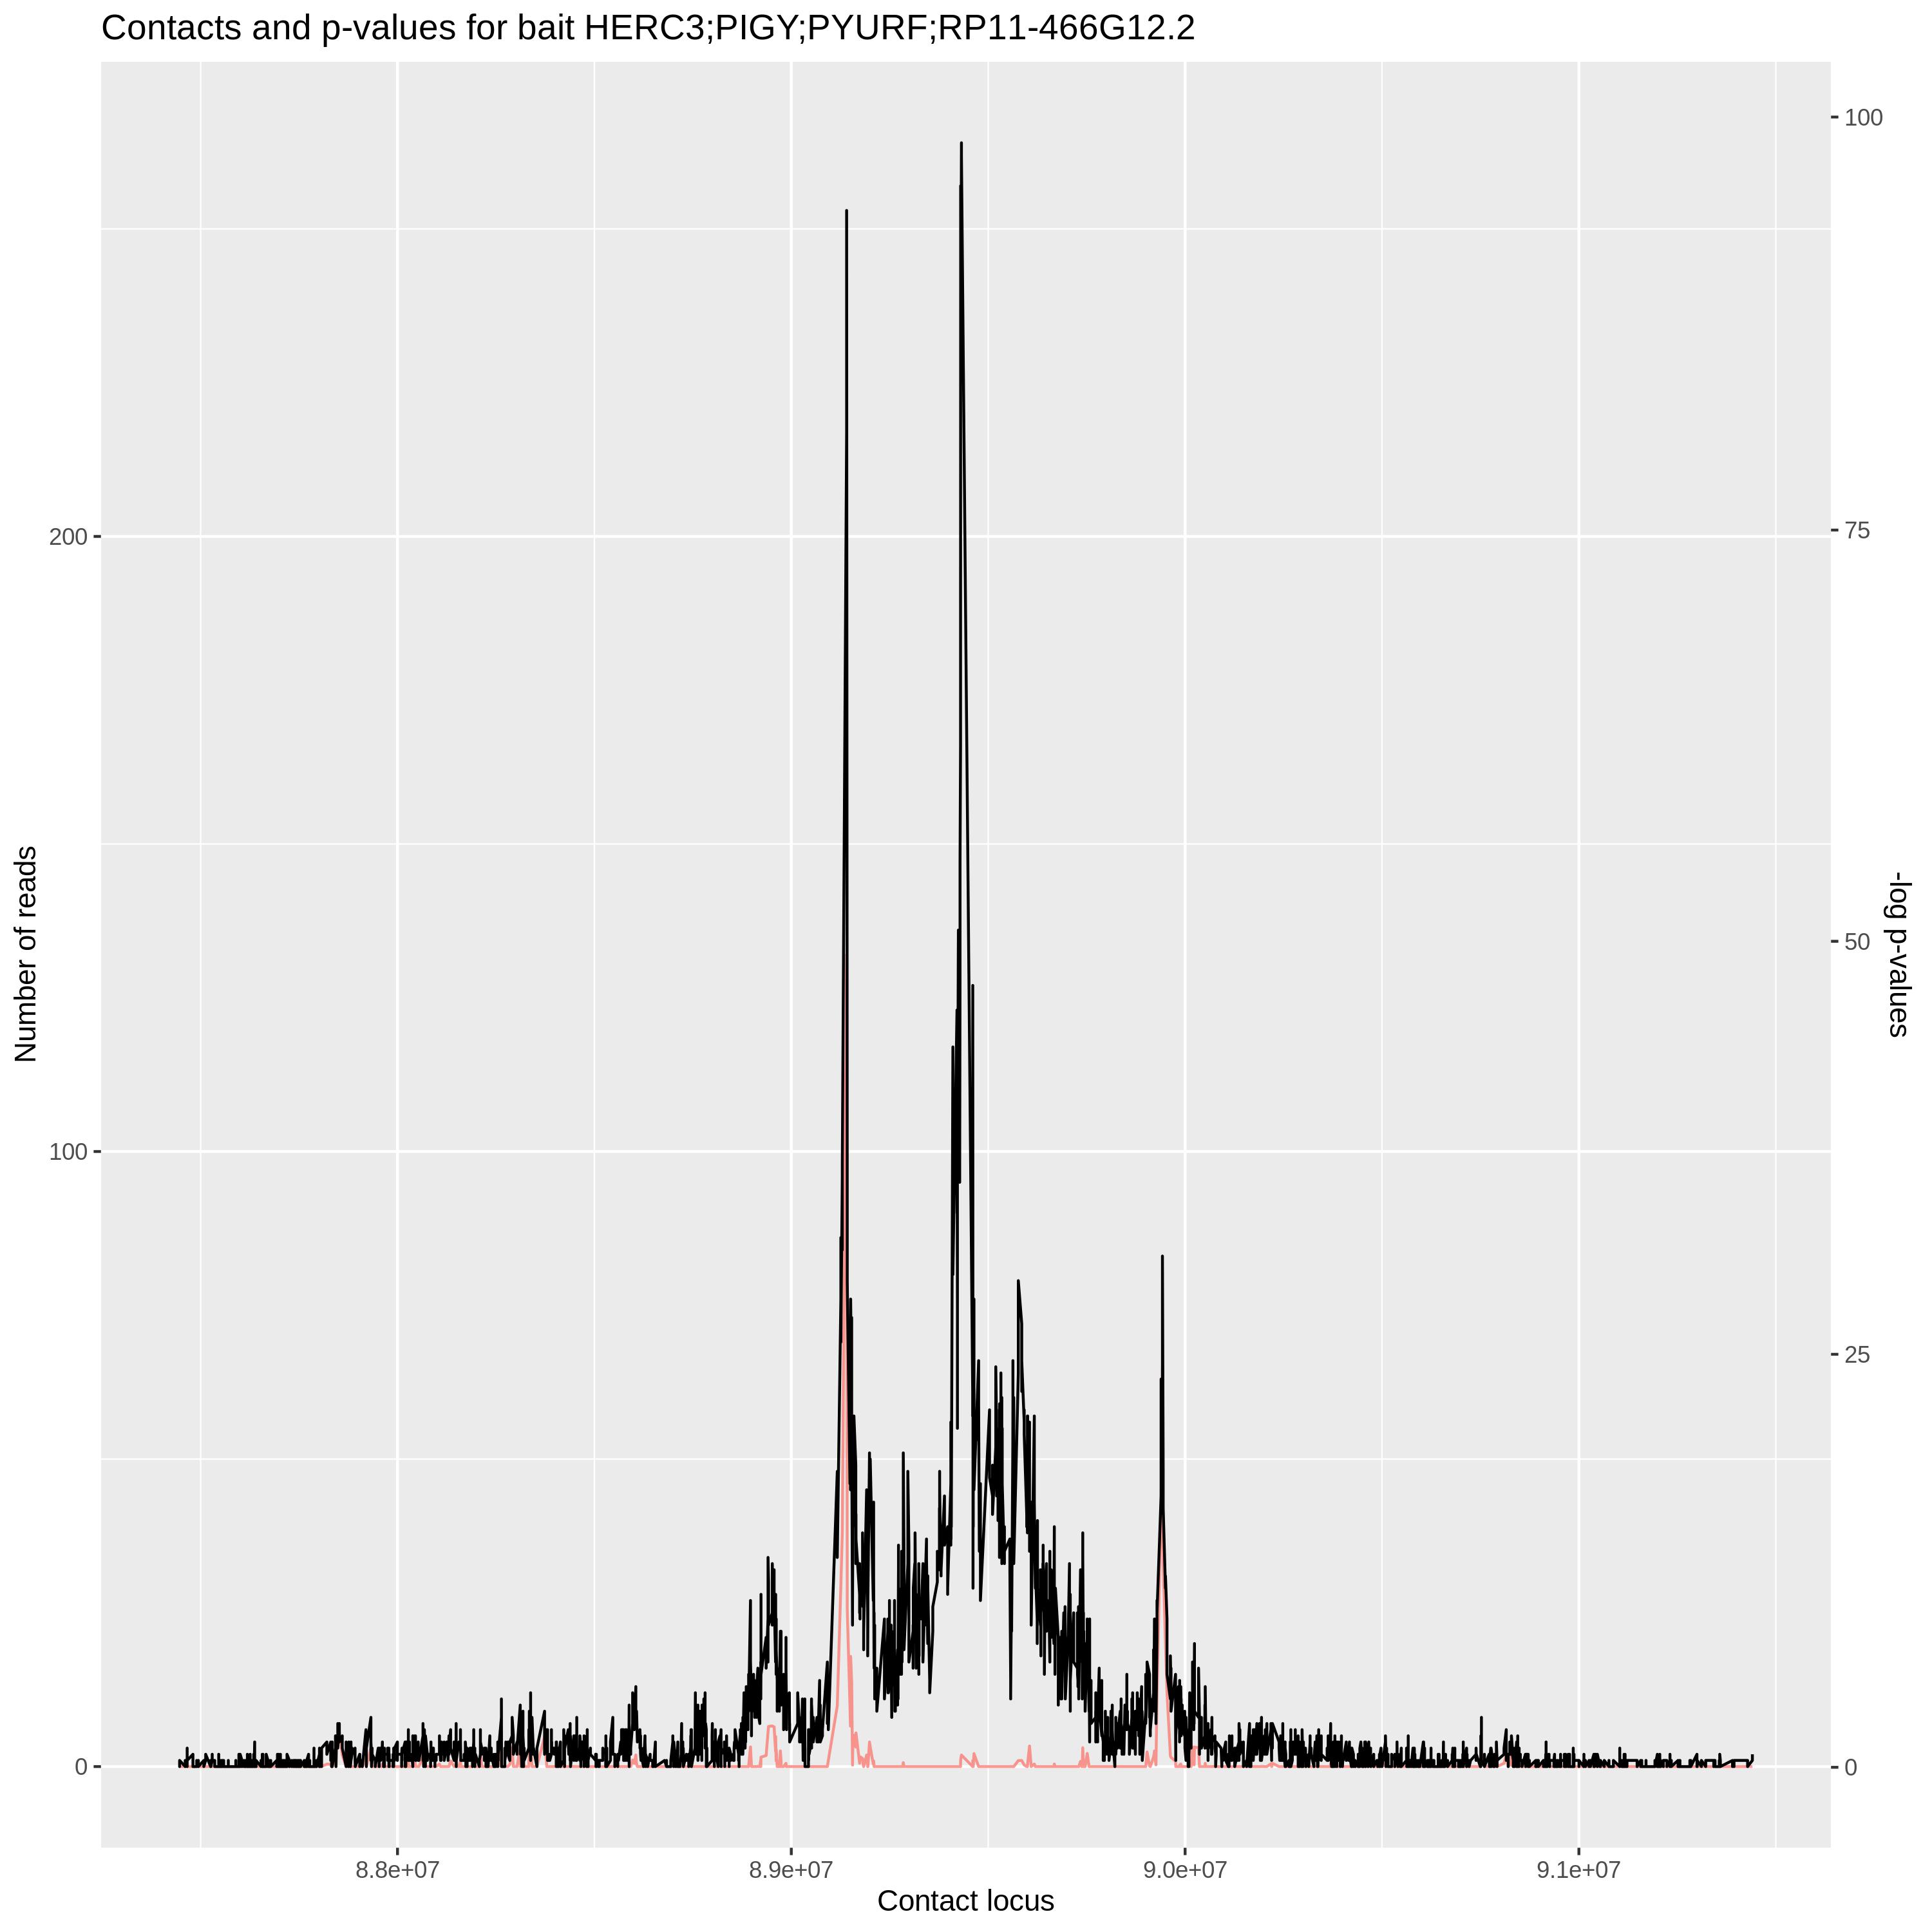 Contacts and p-values for bait HERC3;PIGY;PYURF;RP11-466G12.2
100
200
75
Number of reads
-log p-values
50
100
25
0
0
8.8e+07
8.9e+07
9.0e+07
9.1e+07
Contact locus